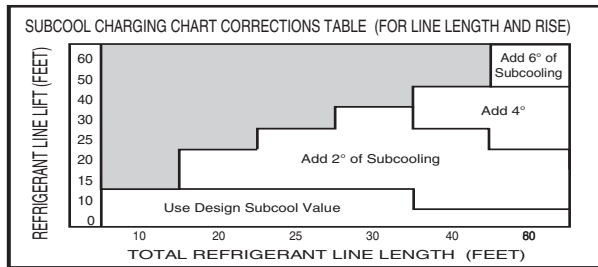 SUBCOOL CHARGING CHART CORRECTIONS TABLE (FOR LINE LENGTH AND RISE)
REFRIGERANT LINE LIFT (FEET)
60
50
40
30
25
20
15
10
0
Add 6° of
Subcooling
Add 4°
Add 2° of Subcooling
Use Design Subcool Value
10 20 25 30 40 60
TOTAL REFRIGERANT LINE LENGTH (FEET)